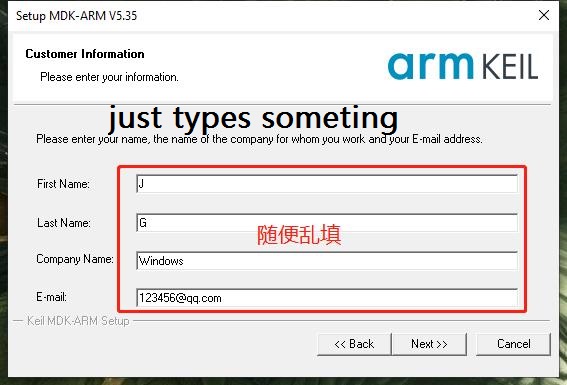 Setup MDK-ARM V5.35
Customer Information
Please enter your information.
arm KEIL
just types someting
Please enter your name, the name of the company for whom you work and your E-mail address.
First Name: J
Last Name: G
随便乱填
Company Name: Windows
E-mail: 123456@qq.com
Keil MDK-ARM Setup
<< Back Next >> Cancel